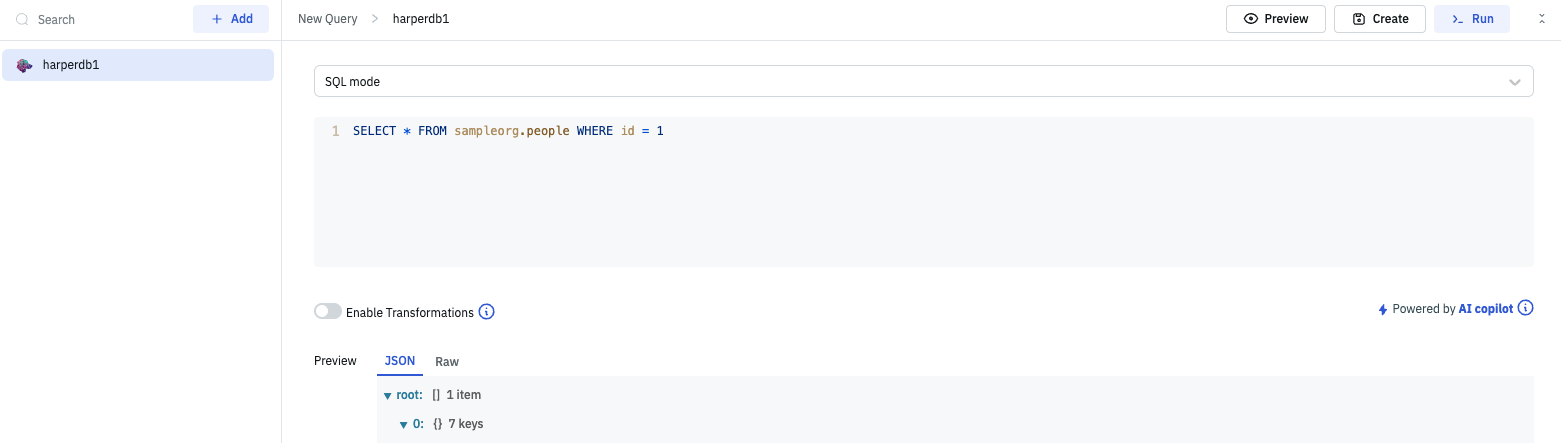 Search
+ Add
New Query > harperdb1
Preview
Create
Run
harperdb1
SQL mode
1 SELECT * FROM sampleorg.people WHERE id = 1
Enable Transformations
Powered by AI copilot
Preview
JSON
Raw
root: [] 1 item
0: {} 7 keys